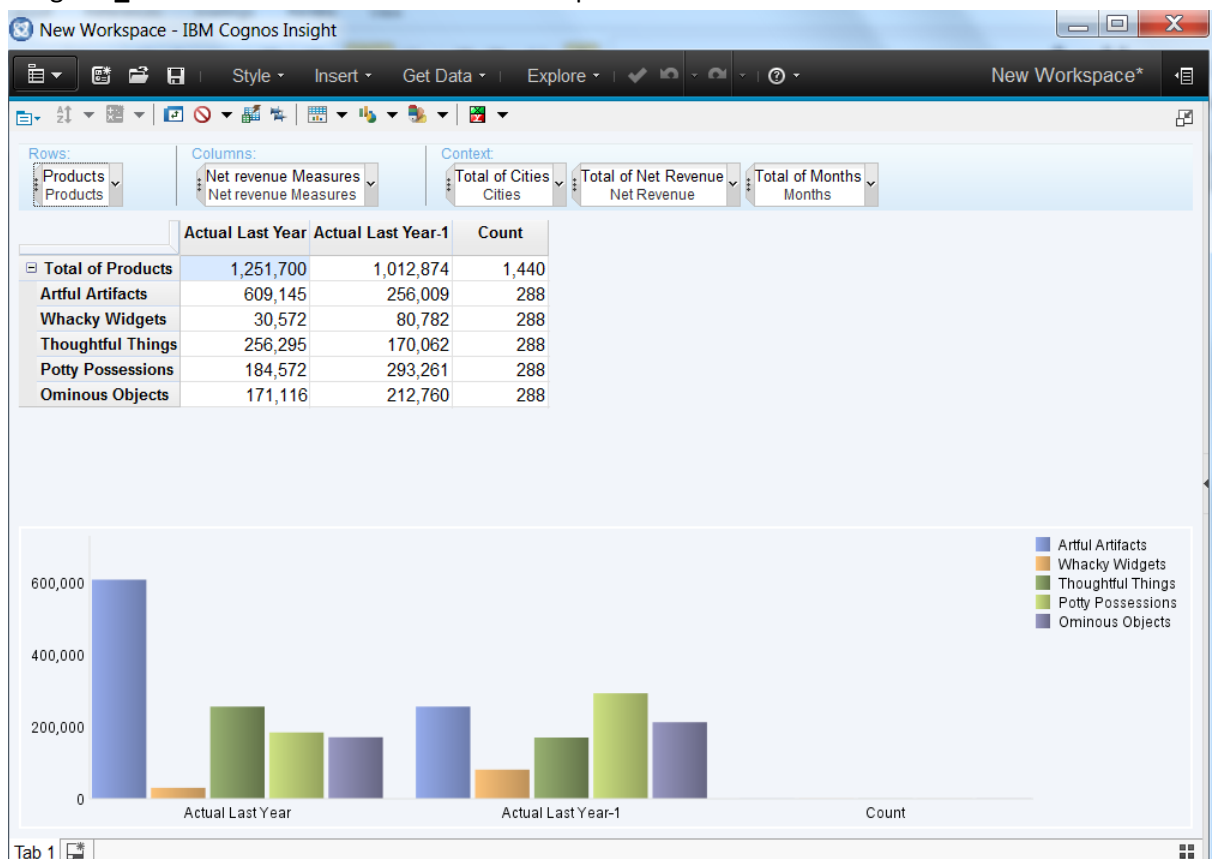 New Workspace - IBM Cognos Insight
Style Insert Get Data Explore New Workspace*
Rows: Columns: Context:
Products Net revenue Measures Total of Cities Total of Net Revenue Total of Months
Products Net revenue Measures Cities Net Revenue Months
Actual Last Year Actual Last Year-1 Count
Total of Products 1,251,700 1,012,874 1,440
Artful Artifacts 609,145 256,009 288
Whacky Widgets 30,572 80,782 288
Thoughtful Things 256,295 170,062 288
Potty Possessions 184,572 293,261 288
Ominous Objects 171,116 212,760 288
Artful Artifacts
Whacky Widgets
Thoughtful Things
Potty Possessions
Ominous Objects
600,000
400,000
200,000
0
Actual Last Year Actual Last Year-1 Count
Tab 1